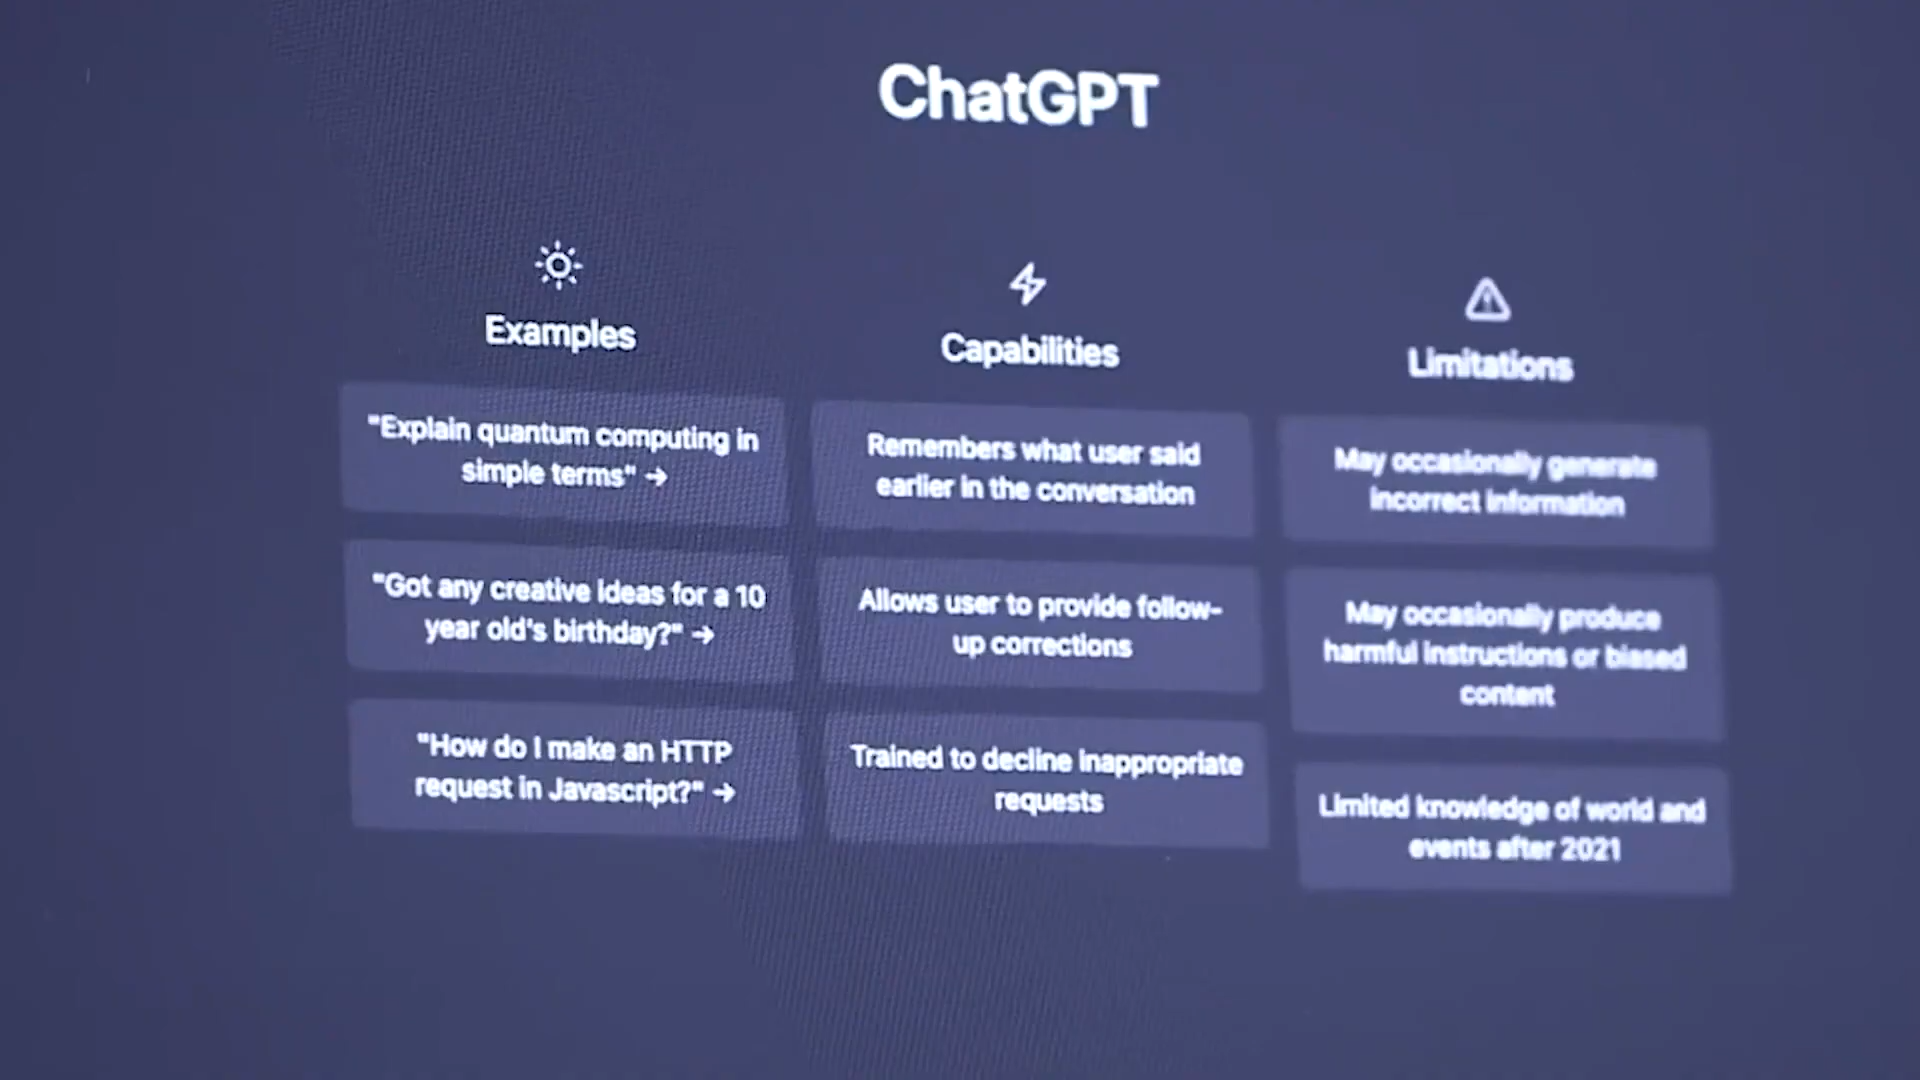 ChatGPT
Examples
"Explain quantum computing in
simple terms" →
"Got any creative ideas for a 10
year old's birthday?" →
"How do I make an HTTP
request in Javascript?" →
Capabilities
Remembers what user said
earlier in the conversation
Allows user to provide follow-
up corrections
Trained to decline inappropriate
requests
Limitations
May occasionally generate
incorrect information
May occasionally produce
harmful instructions or biased
content
Limited knowledge of world and
events after 2021